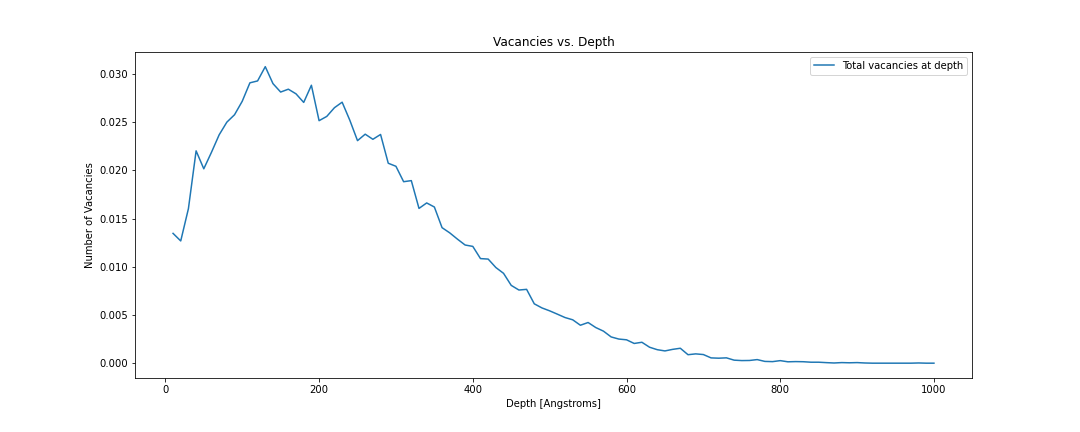 Vacancies vs. Depth
Total vacancies at depth
Number of Vacancies
0.030
0.025
0.020
0.015
0.010
0.005
0.000
0 200 400 600 800 1000
Depth [Angstroms]